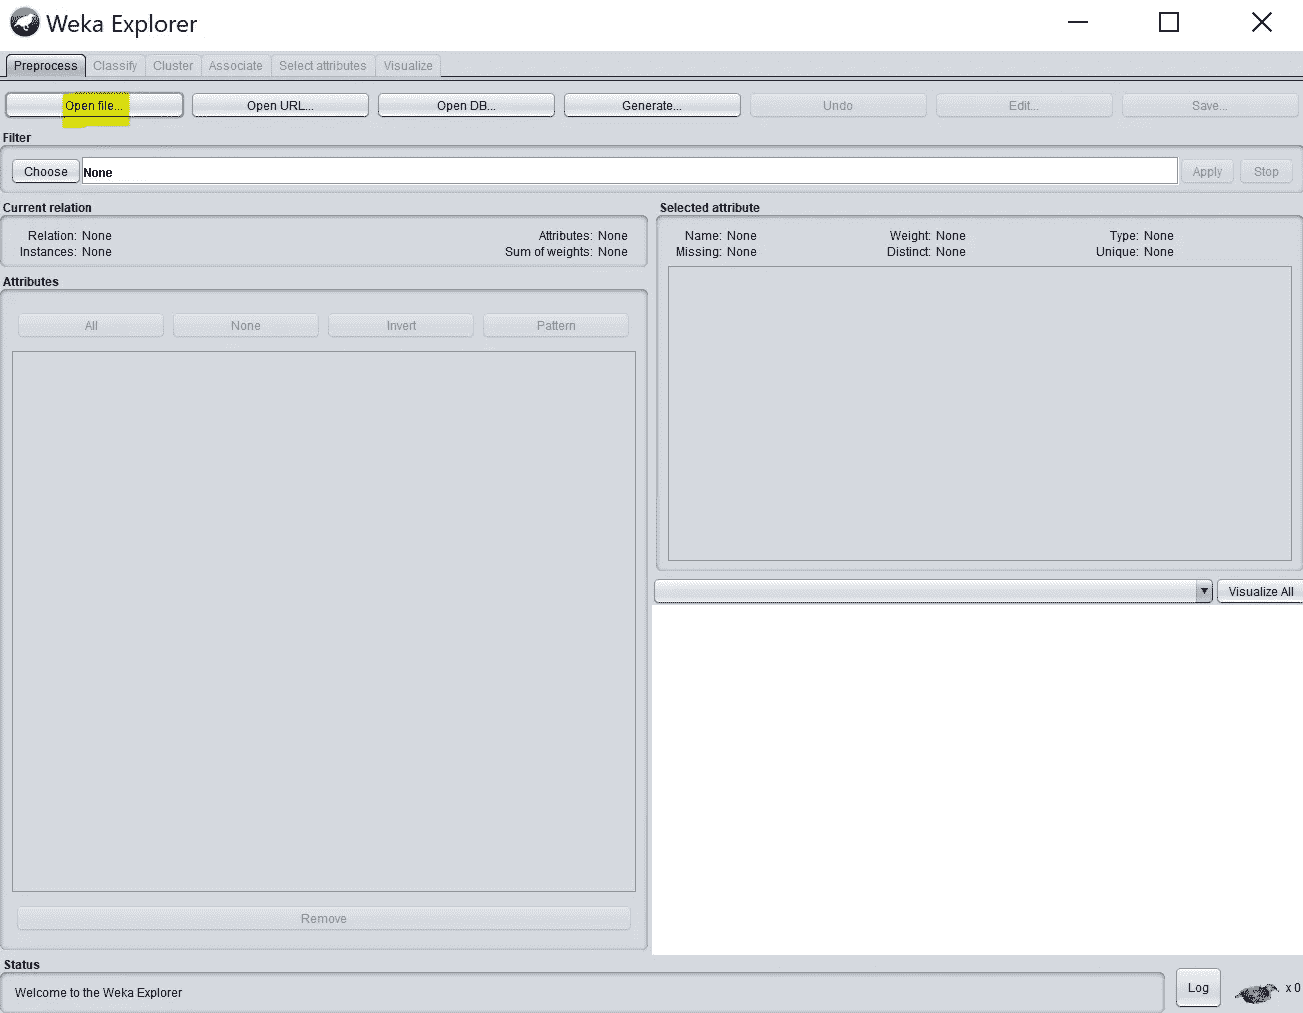 Weka Explorer
Preprocess Classify Cluster Associate Select attributes Visualize
Open file... Open URL... Open DB... Generate... Undo Edit... Save...
Filter
Choose None Apply Stop
Current relation
Relation: None Attributes: None
Instances: None Sum of weights: None
Selected attribute
Name: None Weight: None Type: None
Missing: None Distinct: None Unique: None
Attributes
All None Invert Pattern
Visualize All
Remove
Status
Welcome to the Weka Explorer
Log x 0